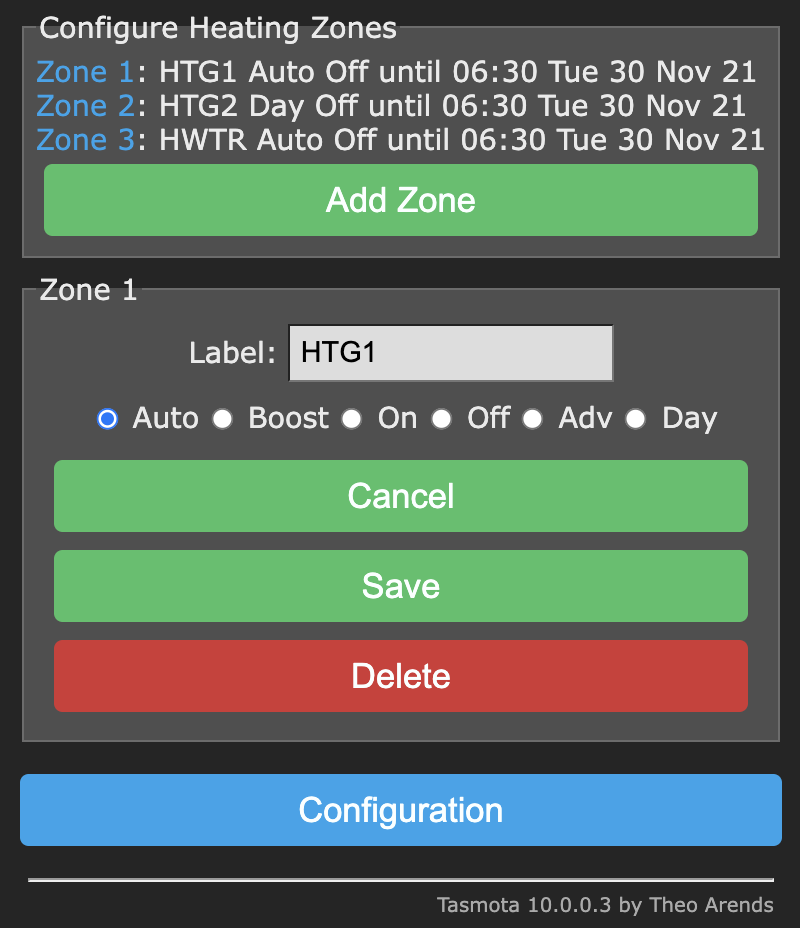 Configure Heating Zones
Zone 1: HTG1 Auto Off until 06:30 Tue 30 Nov 21
Zone 2: HTG2 Day Off until 06:30 Tue 30 Nov 21
Zone 3: HWTR Auto Off until 06:30 Tue 30 Nov 21
Add Zone
Zone 1
Label: HTG1
Auto Boost On Off Adv Day
Cancel
Save
Delete
Configuration
Tasmota 10.0.0.3 by Theo Arends